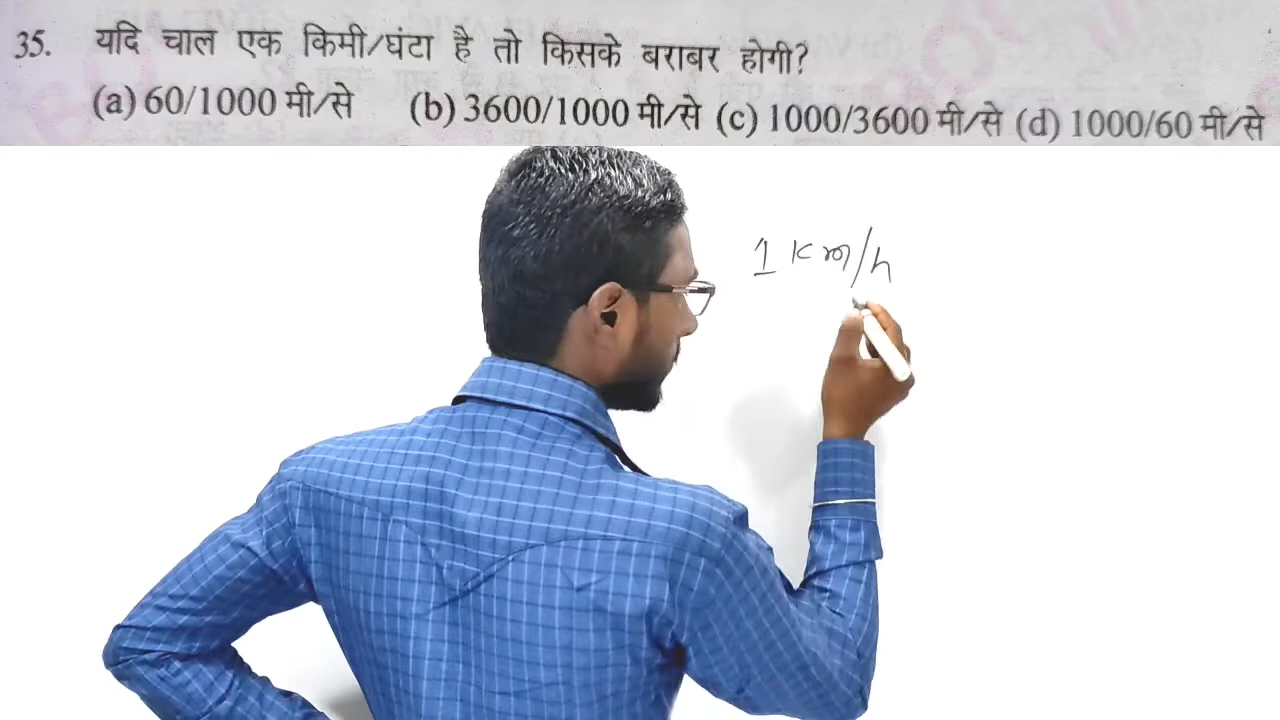 35. यदि चाल एक किमी/घंटा है तो किसके बराबर होगी?
(a) 60/1000 मी/से (b) 3600/1000 मी/से (c) 1000/3600 मी/से (d) 1000/60 मी/से
1 Km/h